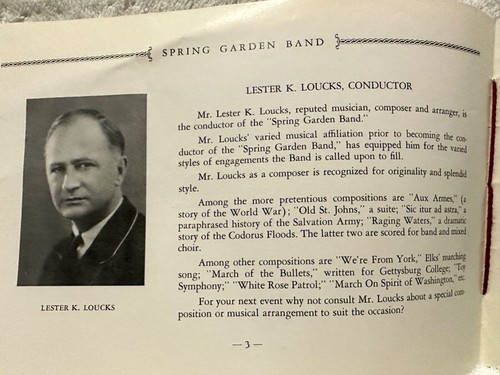 SPRING GARDEN BAND
LESTER K. LOUCKS, CONDUCTOR
Mr. Lester K. Loucks, reputed musician, composer and arranger, is
the conductor of the "Spring Garden Band."
Mr. Loucks' varied musical affiliation prior to becoming the con-
ductor of the "Spring Garden Band," has equipped him for the varied
styles of engagements the Band is called upon to fill.
Mr. Loucks as a composer is recognized for originality and splendid
style.
Among the more pretentious compositions are "Aux Armes," (a
story of the World War); "Old St. Johns," a suite; "Sic itur ad astra," a
paraphrased history of the Salvation Army; "Raging Waters," a dramatic
story of the Codorus Floods. The latter two are scored for band and mixed
choir.
Among other compositions are "We're From York," Elks' marching
song; "March of the Bullets," written for Gettysburg College; "Toy
Symphony;" "White Rose Patrol;" "March On Spirit of Washington," etc.
For your next event why not consult Mr. Loucks about a special com-
position or musical arrangement to suit the occasion?
LESTER K. LOUCKS
— 3 —